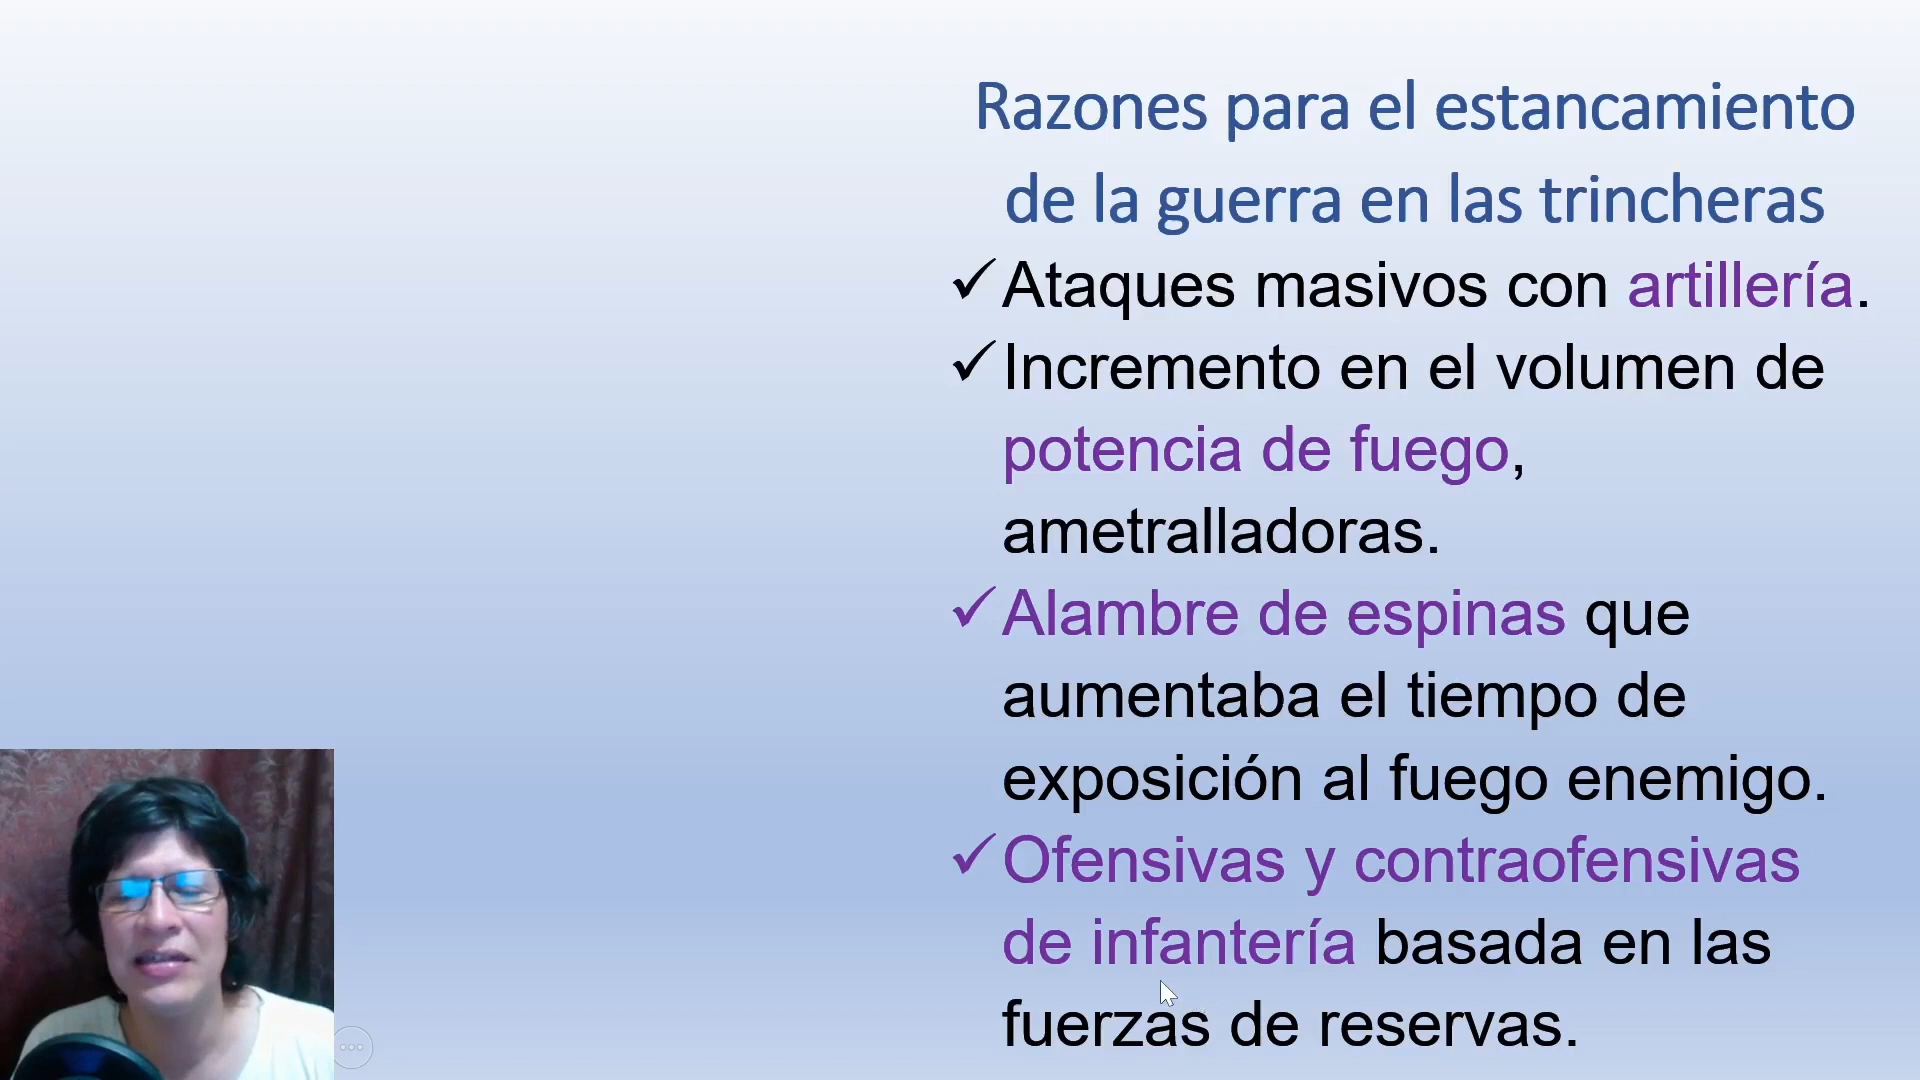 Razones para el estancamiento
de la guerra en las trincheras
✓Ataques masivos con artillería.
✓Incremento en el volumen de
potencia de fuego,
ametralladoras.
✓Alambre de espinas que
aumentaba el tiempo de
exposición al fuego enemigo.
✓Ofensivas y contraofensivas
de infantería basada en las
fuerzas de reservas.